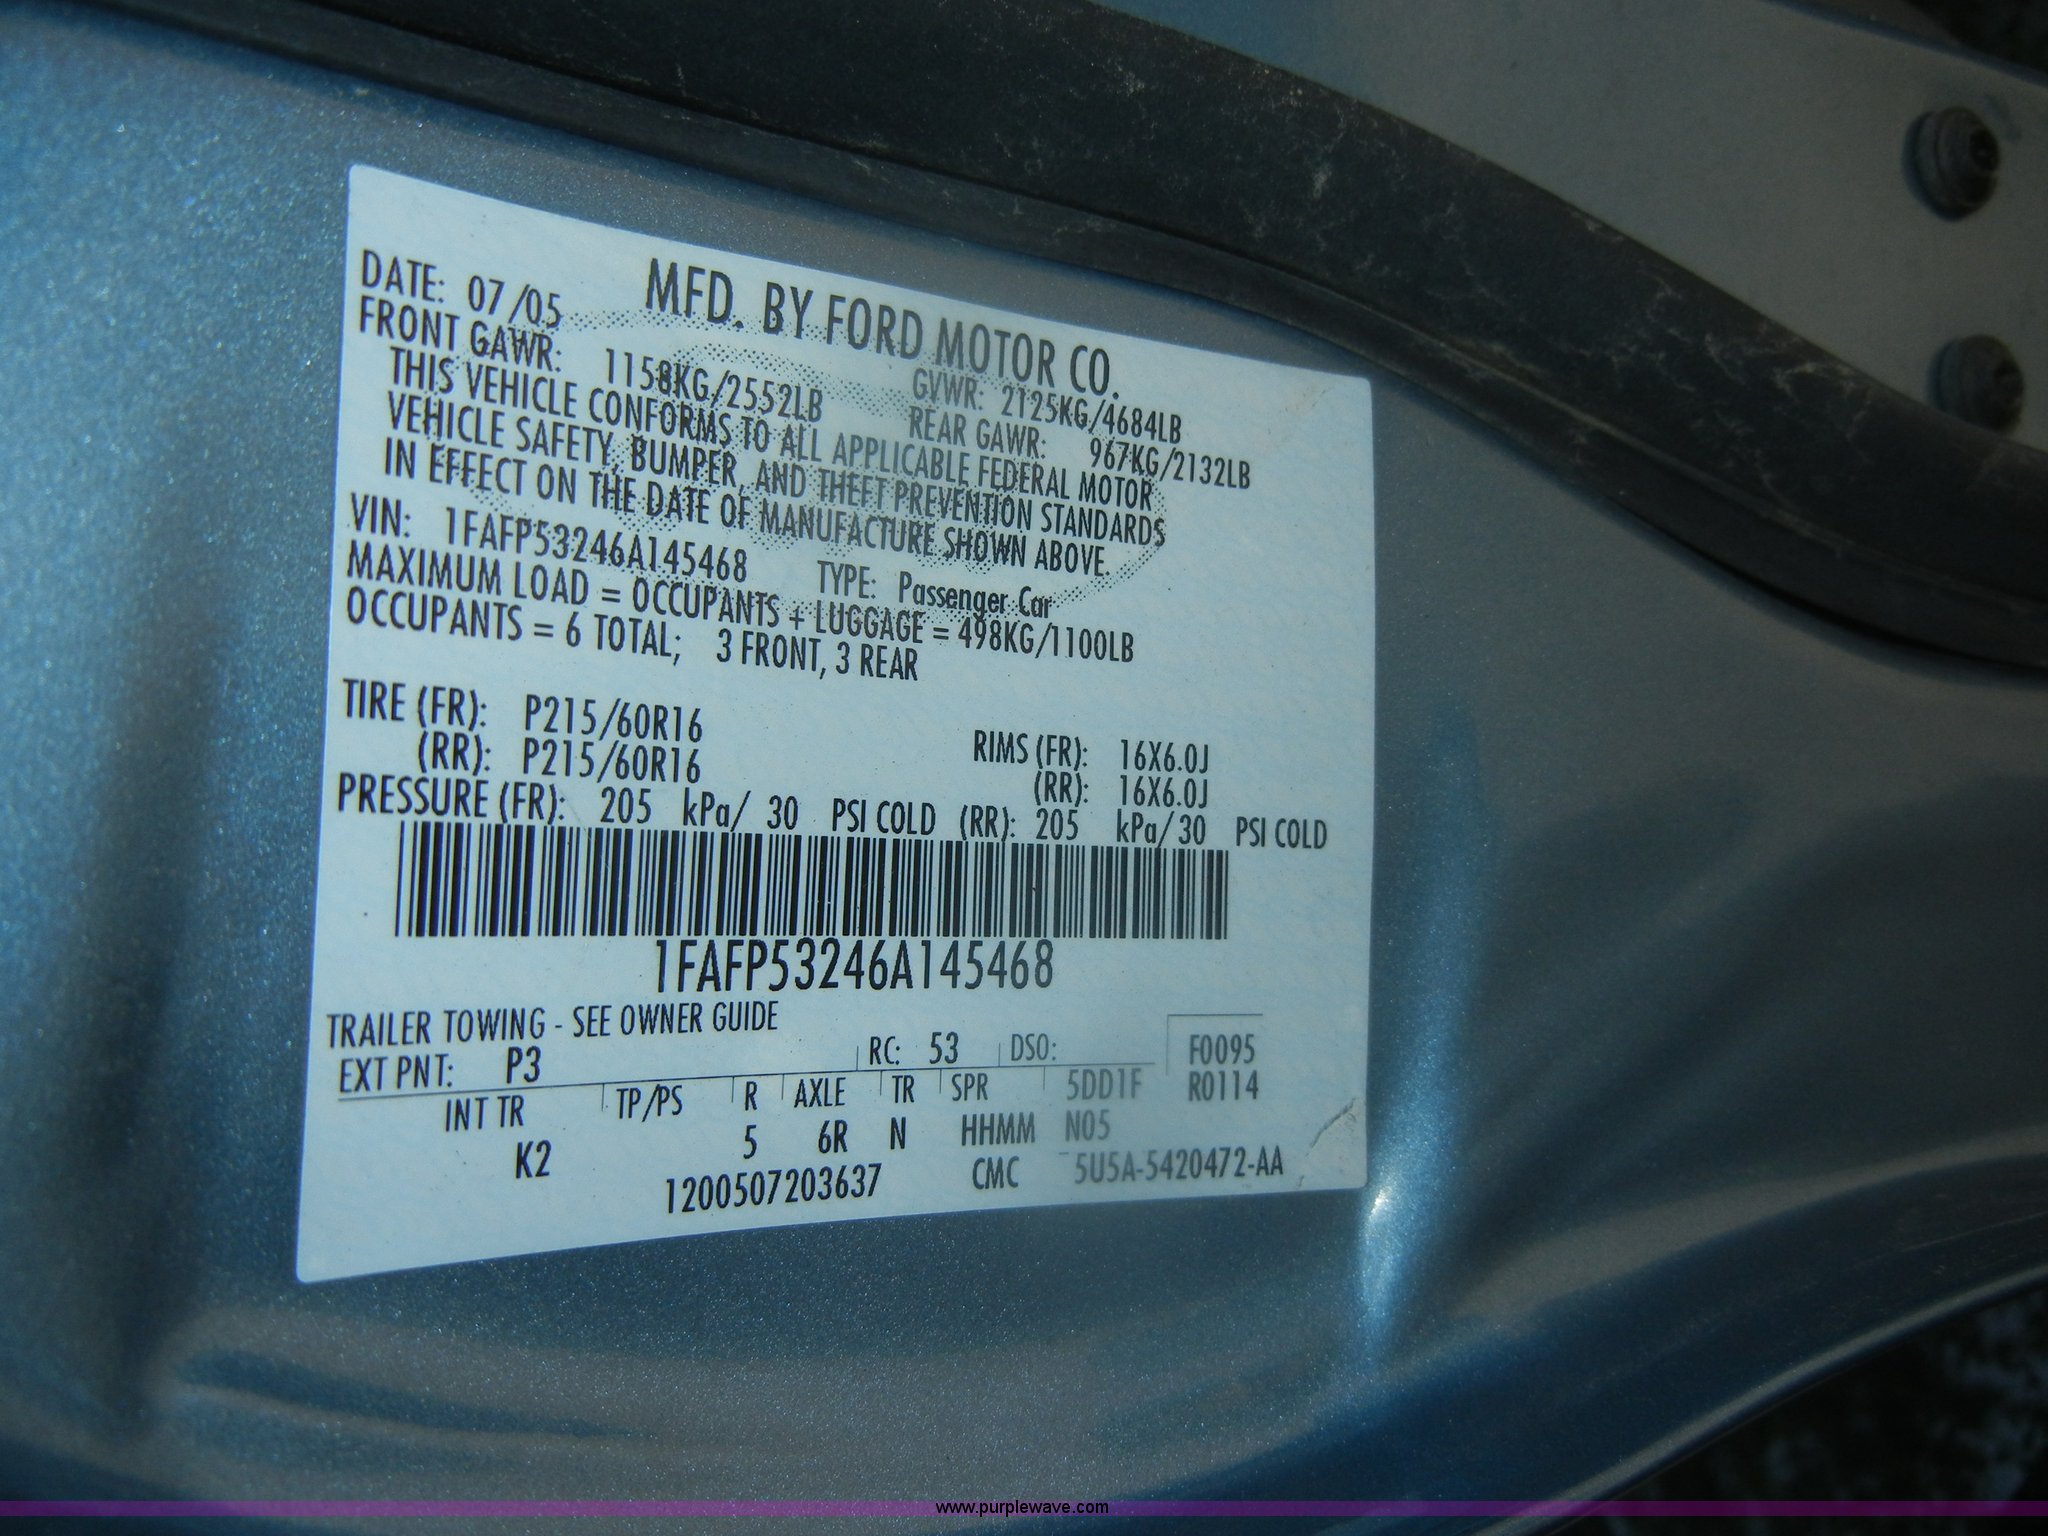 MFD. BY FORD MOTOR CO.
DATE: 07/05 GVWR: 2125KG/4684LB
FRONT GAWR: 1158KG/2552LB REAR GAWR: 967KG/2132LB
THIS VEHICLE CONFORMS TO ALL APPLICABLE FEDERAL MOTOR
VEHICLE SAFETY, BUMPER, AND THEFT PREVENTION STANDARDS
IN EFFECT ON THE DATE OF MANUFACTURE SHOWN ABOVE.
VIN: 1FAFP53246A145468 TYPE: Passenger Car
MAXIMUM LOAD = OCCUPANTS + LUGGAGE = 498KG/1100LB
OCCUPANTS = 6 TOTAL; 3 FRONT, 3 REAR
TIRE (FR): P215/60R16 RIMS (FR): 16X6.0J
(RR): P215/60R16 (RR): 16X6.0J
PRESSURE (FR): 205 kPa/ 30 PSI COLD (RR): 205 kPa/ 30 PSI COLD
1FAFP53246A145468
TRAILER TOWING - SEE OWNER GUIDE
EXT PNT: P3 RC: 53 DSO: F0095
INT TR TP/PS R AXLE TR SPR 5DD1F R0114
K2 5 6R N HHMM N05
1200507203637 CMC 5U5A-5420472-AA
www.purplewave.com